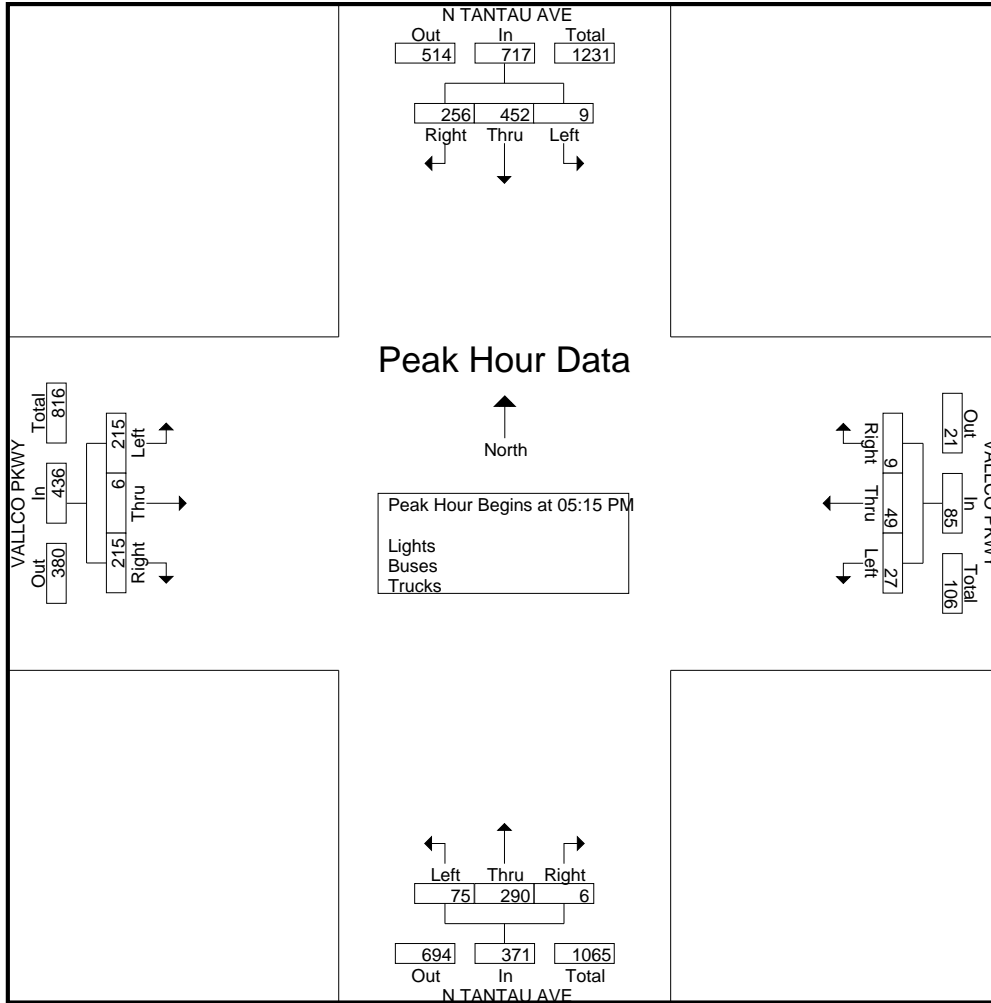 N TANTAU AVE
Out In Total
514 717 1231
256 452 9
Right Thru Left
Peak Hour Data
North
Peak Hour Begins at 05:15 PM
Lights
Buses
Trucks
VALLCO PKWY
Out In Total
380 436 816
Right Thru Left
215 6 215
VALLCO PKWY
Out In Total
21 85 106
Right Thru Left
9 49 27
Left Thru Right
75 290 6
694 371 1065
Out In Total
N TANTAU AVE